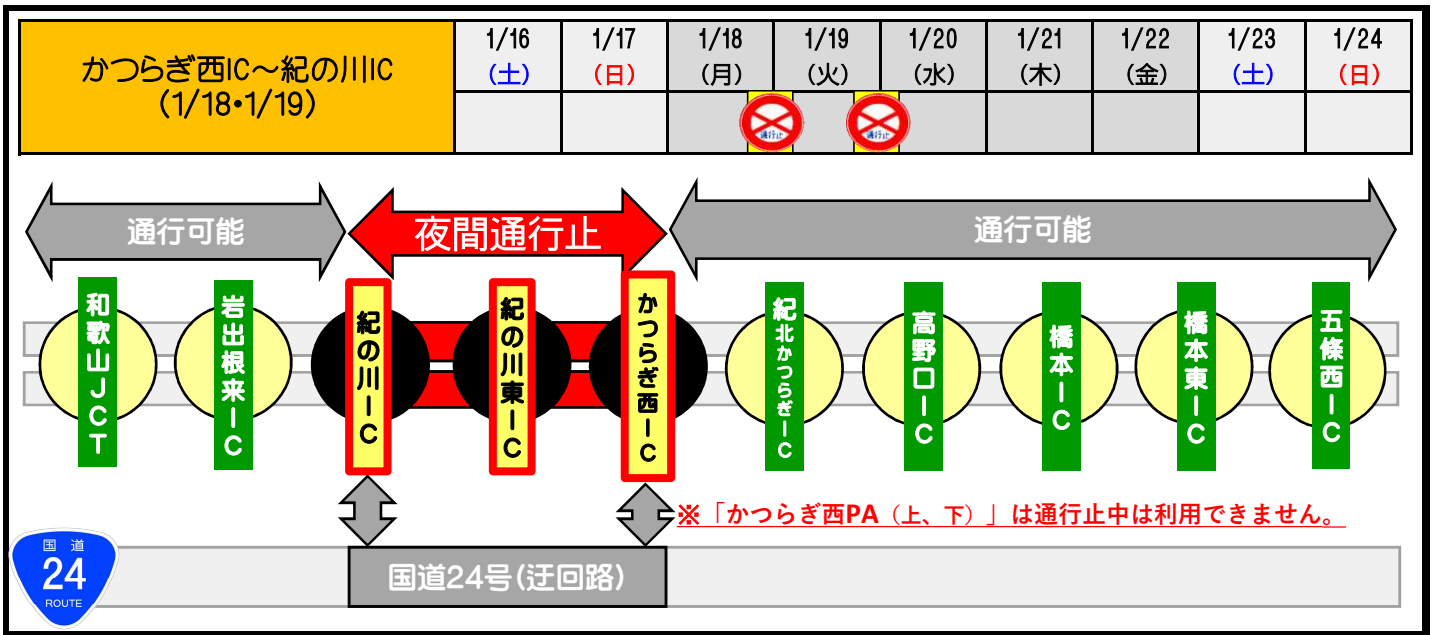 かつらぎ西IC～紀の川IC
(1/18・1/19)
1/16 1/17 1/18 1/19 1/20 1/21 1/22 1/23 1/24
(土) (日) (月) (火) (水) (木) (金) (土) (日)
通行止 通行止
通行可能
夜間通行止
通行可能
和歌山JCT
岩出根来IC
紀の川IC
紀の川東IC
かつらぎ西IC
紀北かつらぎIC
高野口IC
橋本IC
橋本東IC
五條西IC
※「かつらぎ西PA（上、下）」は通行止中は利用できません。
国道
24
ROUTE
国道24号(迂回路)